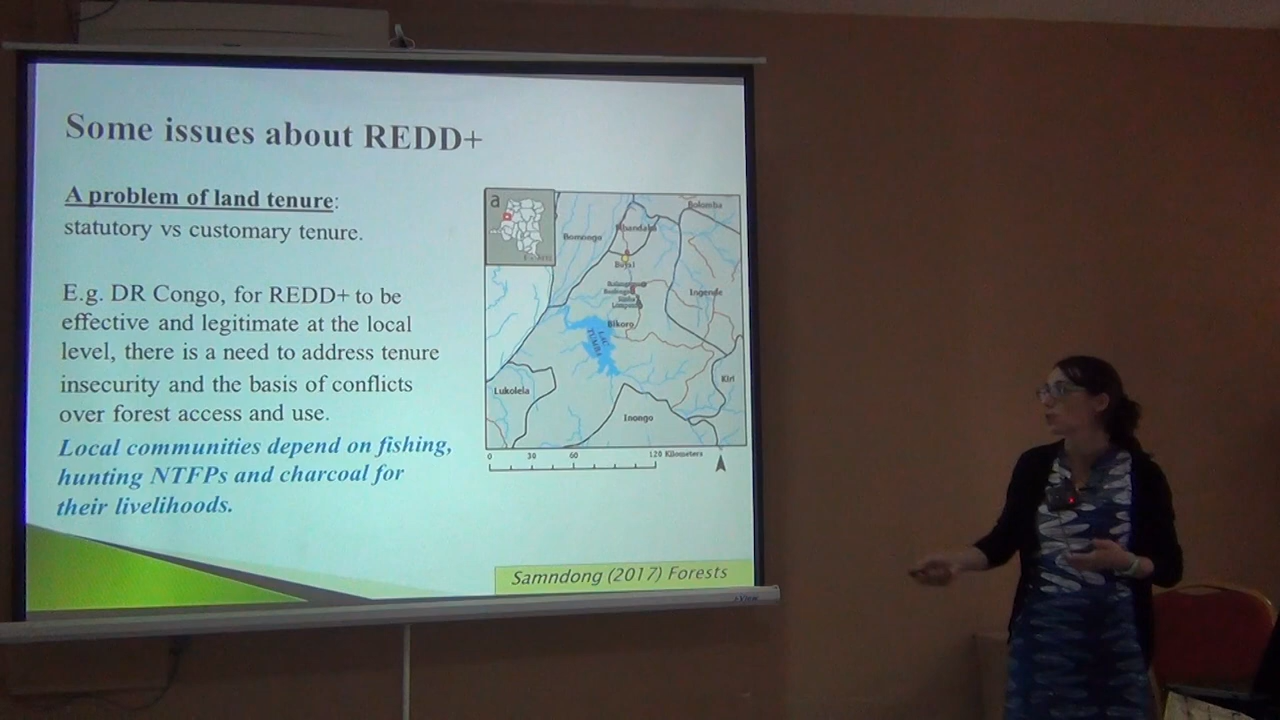 Some issues about REDD+
A problem of land tenure:
statutory vs customary tenure.
E.g. DR Congo, for REDD+ to be
effective and legitimate at the local
level, there is a need to address tenure
insecurity and the basis of conflicts
over forest access and use.
Local communities depend on fishing,
hunting NTFPs and charcoal for
their livelihoods.
a
Bolomba
Mbandaka
Bomongo
Ingende
Bikoro
LAC
TUMBA
Kiri
Lukolela
Inongo
0 30 60 120 Kilometers
Samndong (2017) Forests